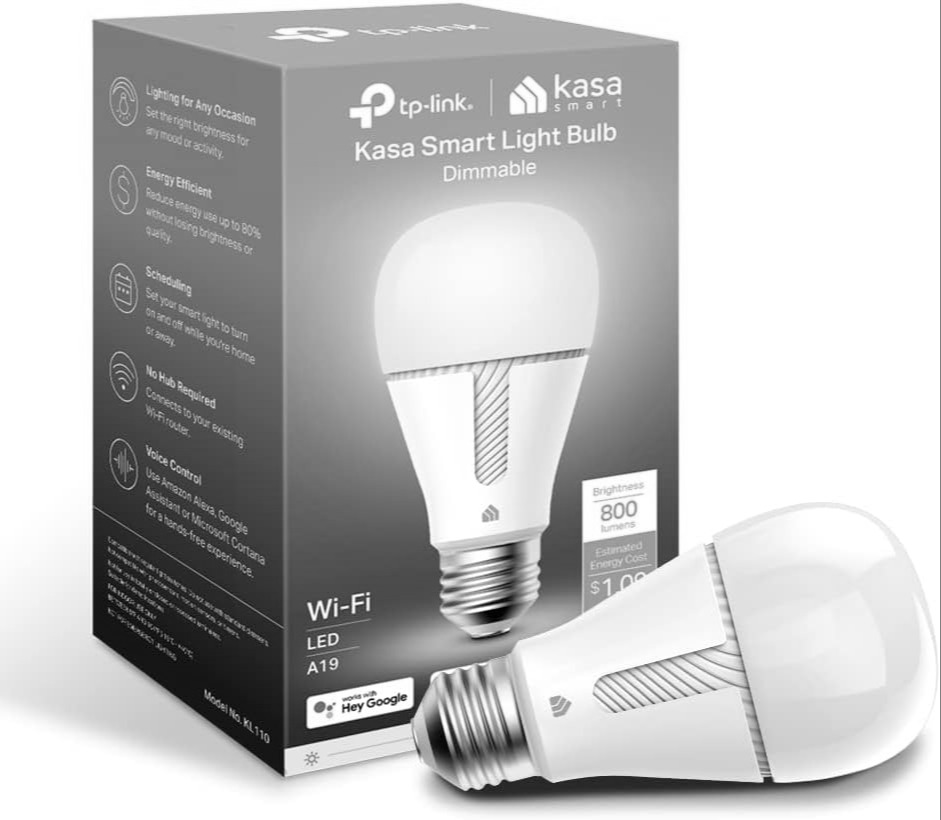 tp-link
tp-link
kasa
smart
Kasa Smart Light Bulb
Dimmable
Lighting for Any Occasion
Set the right brightness for
any mood or activity.
Energy Efficient
Reduce energy use up to 80%
without losing brightness or
quality.
Scheduling
Set your smart light to turn
on and off while you're home
or away.
No Hub Required
Connects to your existing
Wi-Fi router.
Voice Control
Use Amazon Alexa, Google
Assistant or Microsoft Cortana
for a hands-free experience.
Model No. KL110
Brightness
800
lumens
Estimated
Energy Cost
Wi-Fi
LED
A19
works with
Hey Google